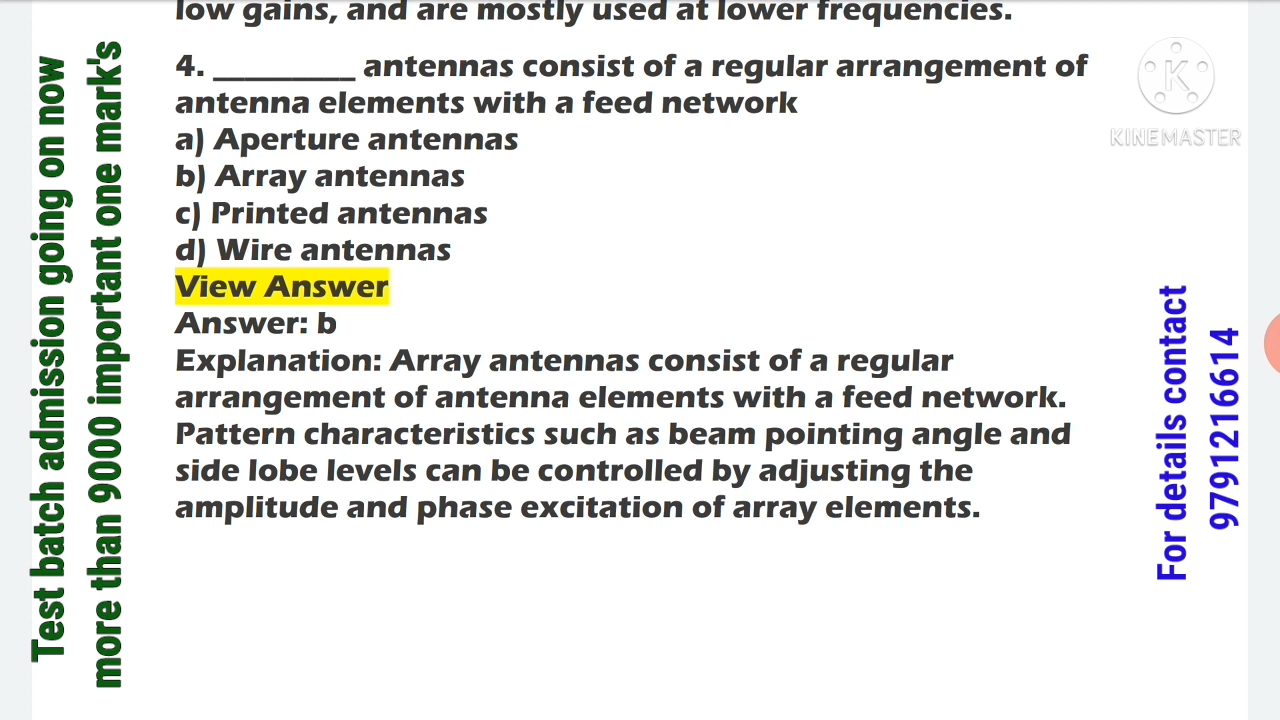 low gains, and are mostly used at lower frequencies.
4. _________ antennas consist of a regular arrangement of
antenna elements with a feed network
a) Aperture antennas
b) Array antennas
c) Printed antennas
d) Wire antennas
View Answer
Answer: b
Explanation: Array antennas consist of a regular
arrangement of antenna elements with a feed network.
Pattern characteristics such as beam pointing angle and
side lobe levels can be controlled by adjusting the
amplitude and phase excitation of array elements.
Test batch admission going on now
more than 9000 important one mark's
For details contact
9791216614
K
KINEMASTER